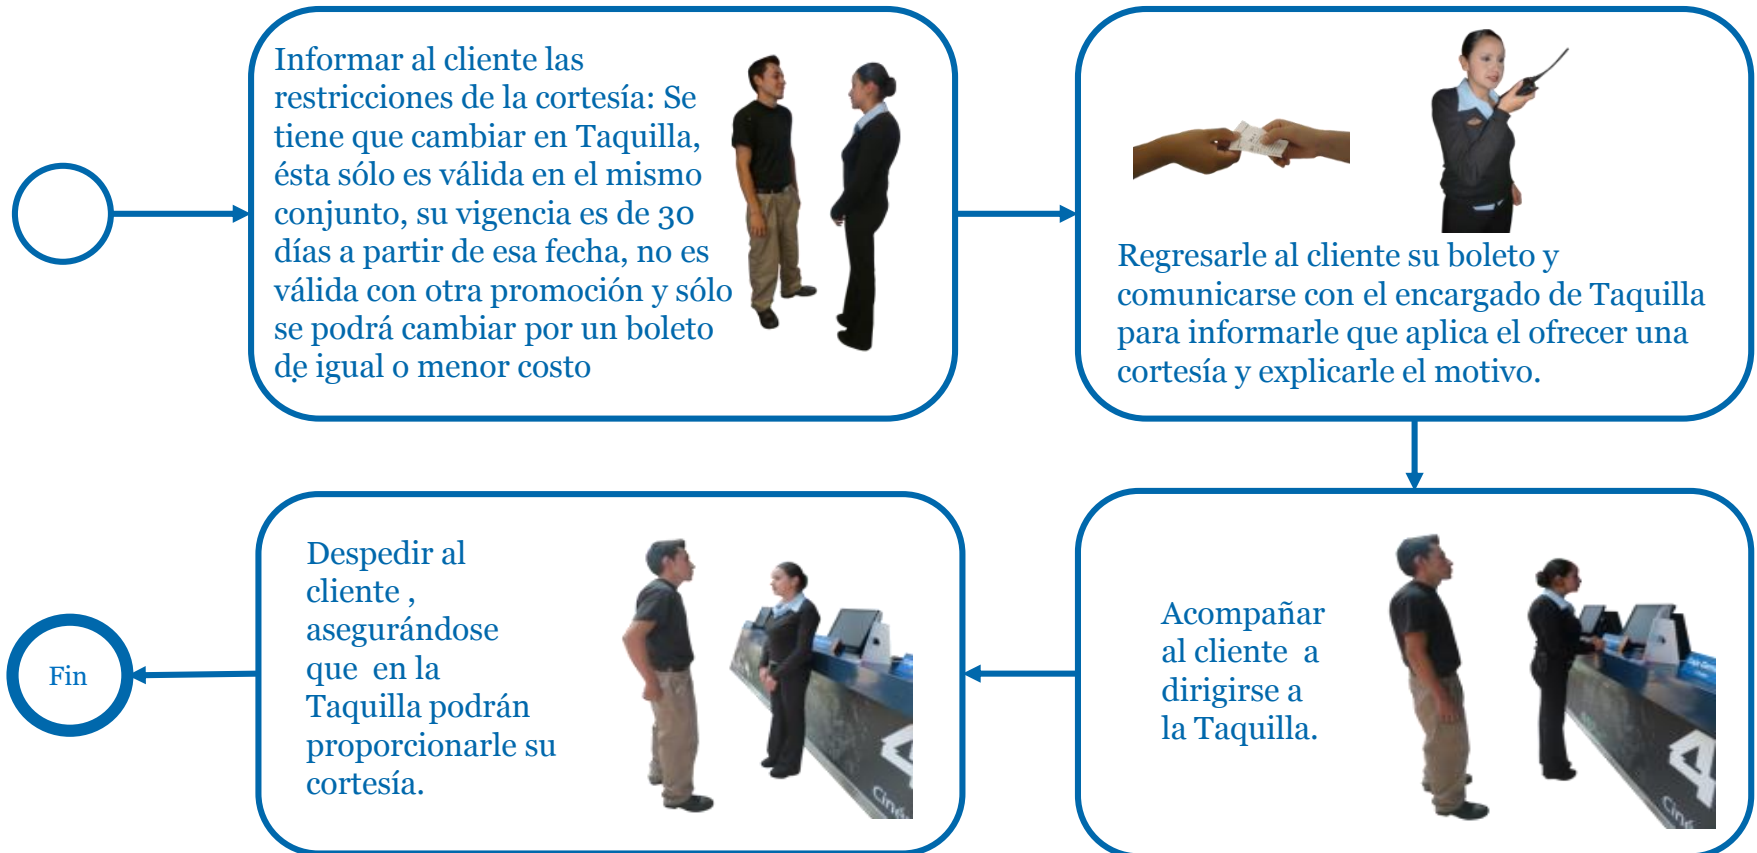 Informar al cliente las
restricciones de la cortesía: Se
tiene que cambiar en Taquilla,
ésta sólo es válida en el mismo
conjunto, su vigencia es de 30
días a partir de esa fecha, no es
válida con otra promoción y sólo
se podrá cambiar por un boleto
de igual o menor costo
.
Regresarle al cliente su boleto y
comunicarse con el encargado de Taquilla
para informarle que aplica el ofrecer una
cortesía y explicarle el motivo.
Acompañar
al cliente a
dirigirse a
la Taquilla.
4
Ciné
Despedir al
cliente ,
asegurándose
que en la
Taquilla podrán
proporcionarle su
cortesía.
4
Ciné
Fin